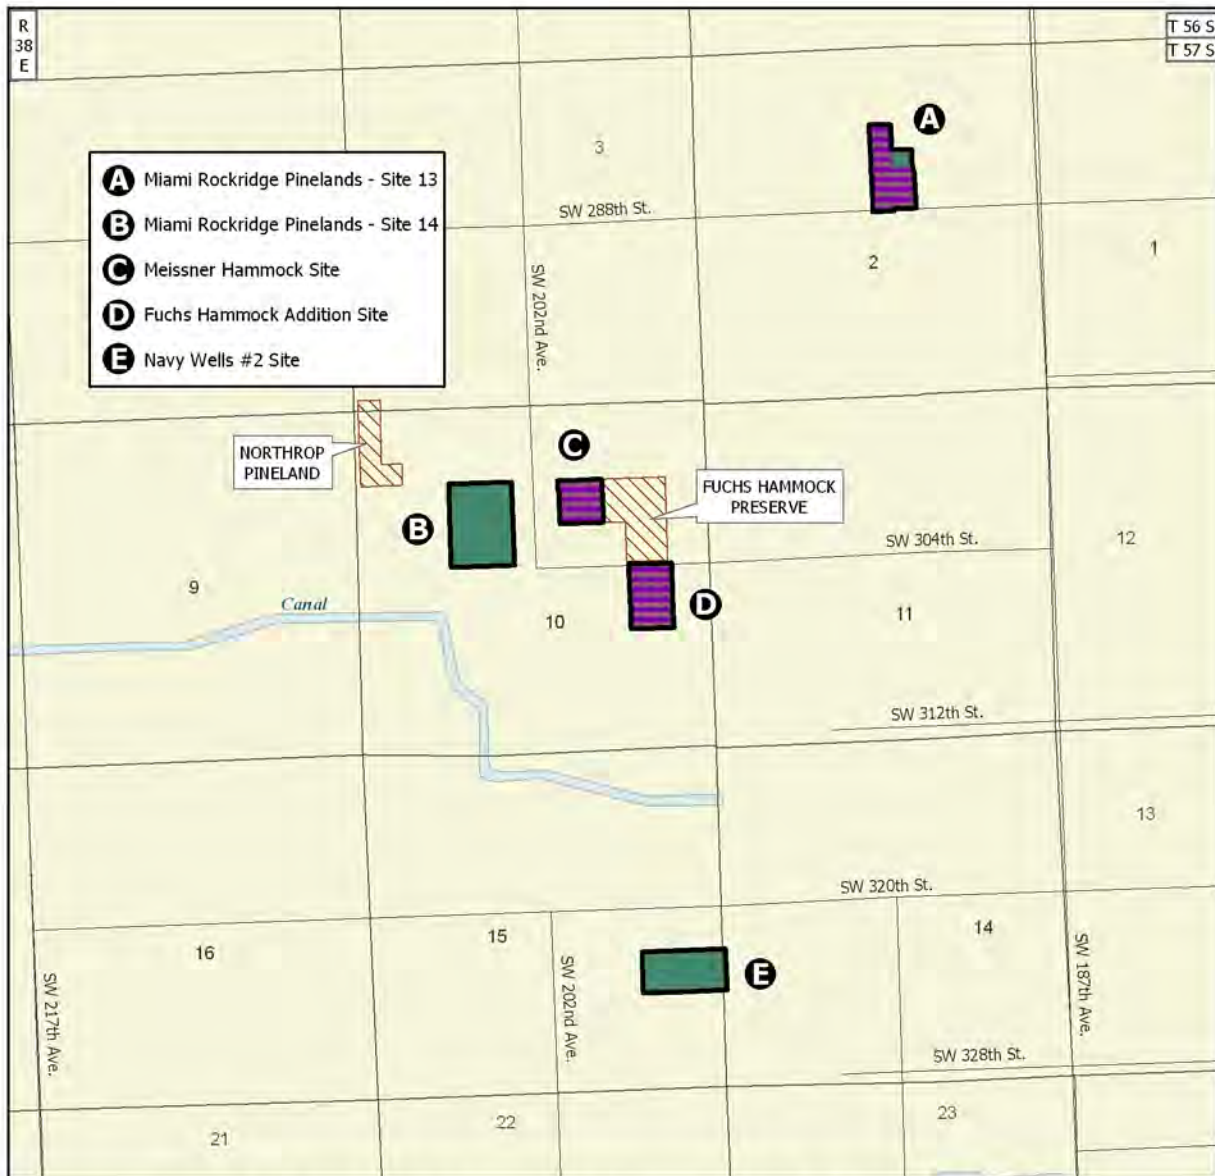 R
38
E
T 56 S
T 57 S
A
3
A Miami Rockridge Pinelands - Site 13
B Miami Rockridge Pinelands - Site 14
C Meissner Hammock Site
D Fuchs Hammock Addition Site
E Navy Wells #2 Site
SW 288th St.
2
1
SW 202nd Ave.
NORTHROP
PINELAND
C
FUCHS HAMMOCK
PRESERVE
B
SW 304th St.
12
9
Canal
10
D
11
SW 312th St.
13
SW 320th St.
16
15
14
SW 217th Ave.
SW 202nd Ave.
E
SW 187th Ave.
SW 328th St.
21
22
23